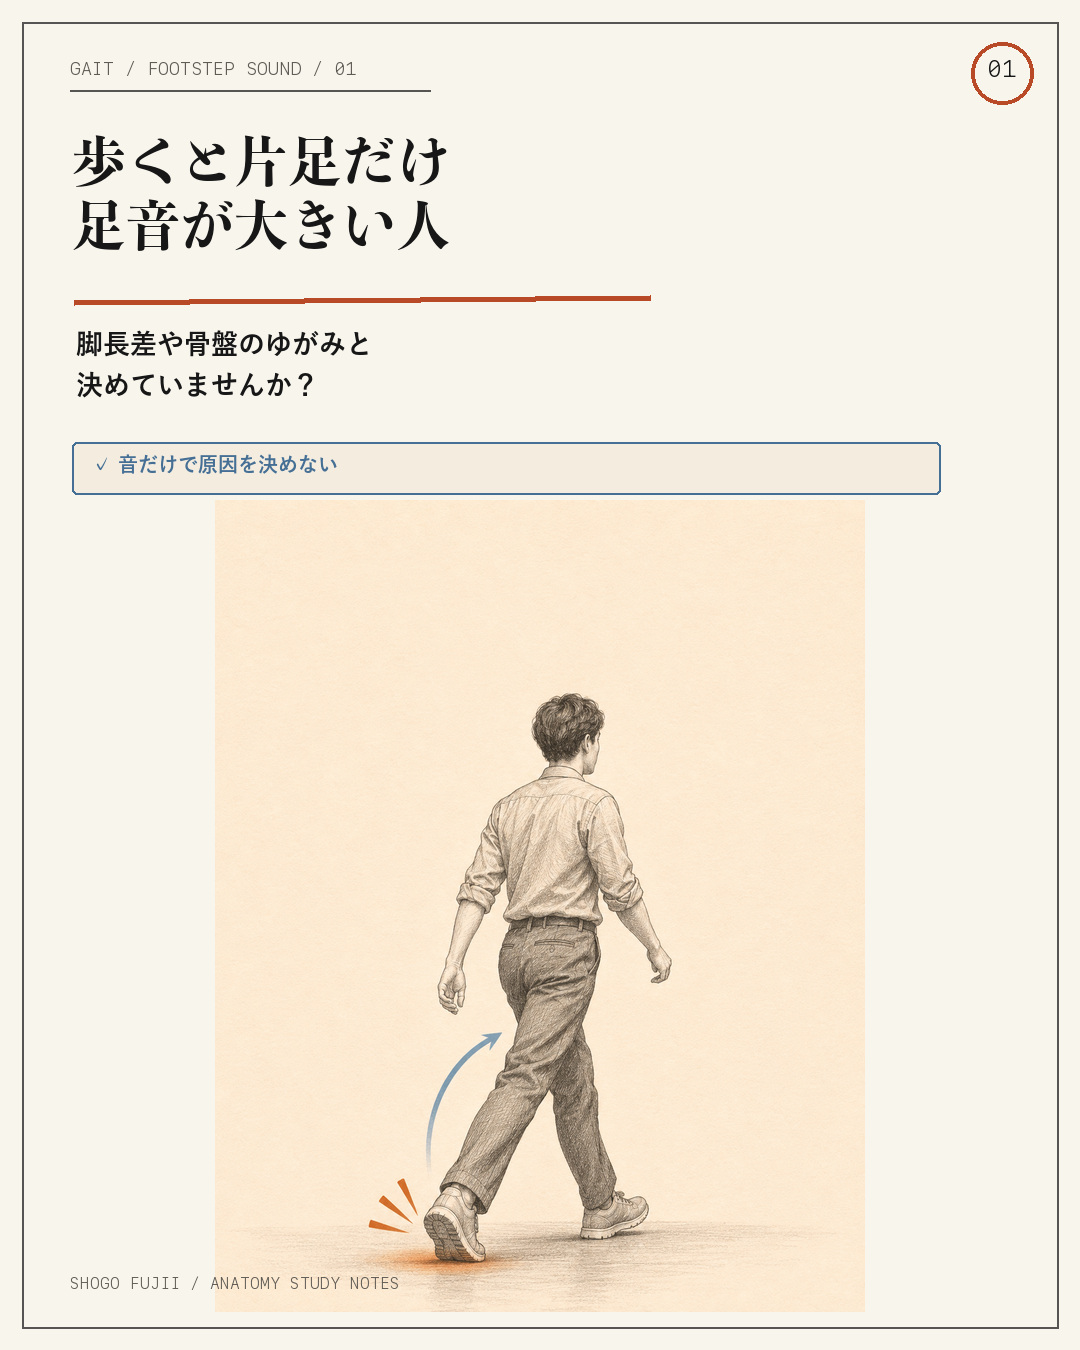 GAIT / FOOTSTEP SOUND / 01
01
歩くと片足だけ
足音が大きい人
脚長差や骨盤のゆがみと
決めていませんか？
✓ 音だけで原因を決めない
SHOGO FUJII / ANATOMY STUDY NOTES